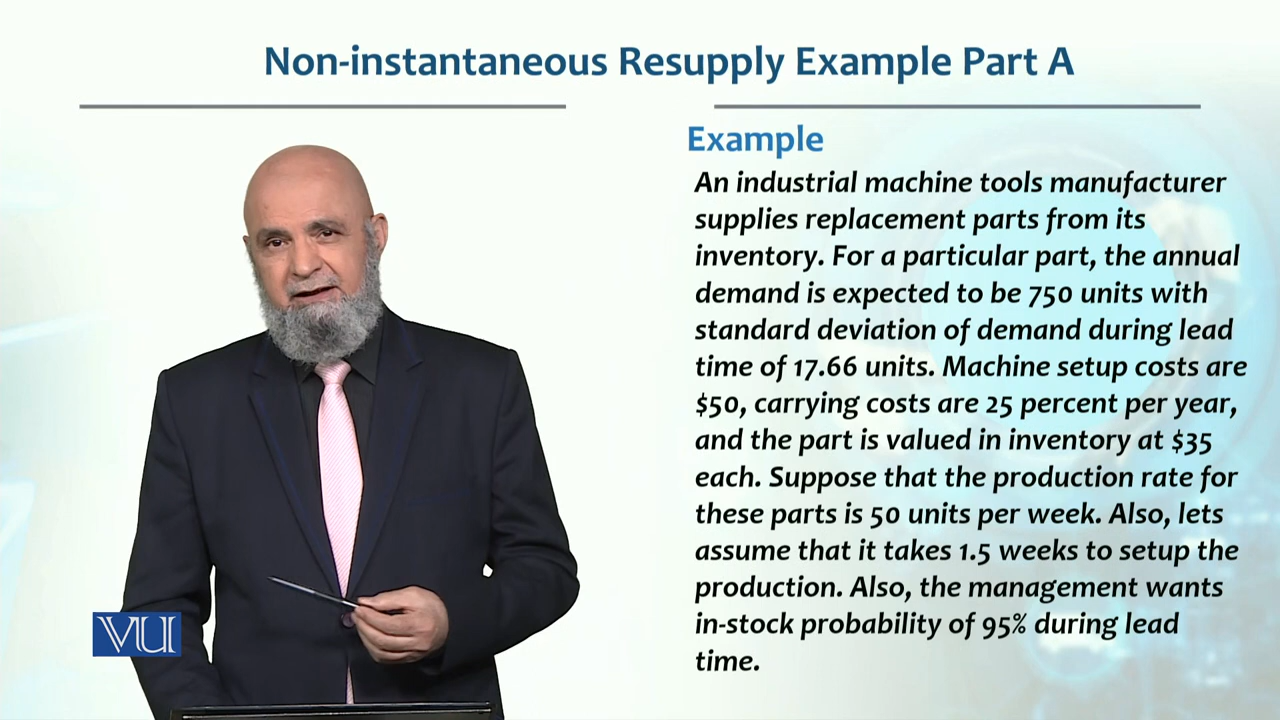 Non-instantaneous Resupply Example Part A
Example
An industrial machine tools manufacturer
supplies replacement parts from its
inventory. For a particular part, the annual
demand is expected to be 750 units with
standard deviation of demand during lead
time of 17.66 units. Machine setup costs are
$50, carrying costs are 25 percent per year,
and the part is valued in inventory at $35
each. Suppose that the production rate for
these parts is 50 units per week. Also, lets
assume that it takes 1.5 weeks to setup the
production. Also, the management wants
in-stock probability of 95% during lead
time.
VU